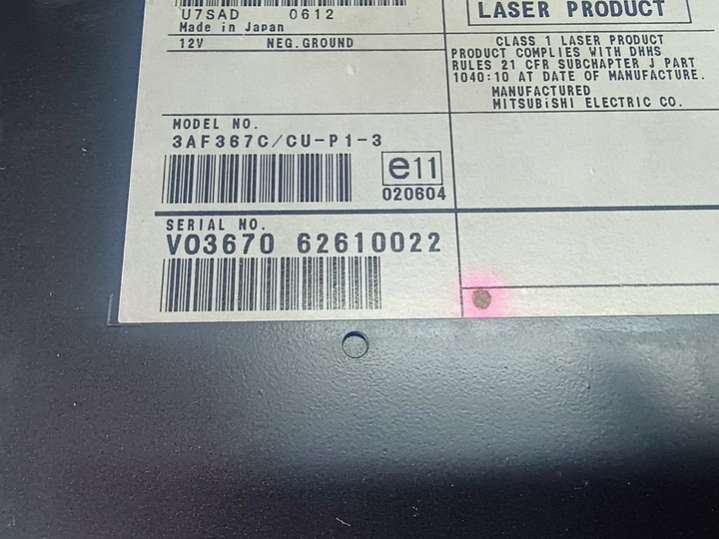 U7SAD 0612
Made in Japan
12V NEG.GROUND
LASER PRODUCT
CLASS 1 LASER PRODUCT
PRODUCT COMPLIES WITH DHHS
RULES 21 CFR SUBCHAPTER J PART
1040:10 AT DATE OF MANUFACTURE.
MANUFACTURED
MITSUBiSHI ELECTRIC CO.
MODEL NO.
3AF367C/CU-P1-3
e11
020604
SERIAL NO.
V03670 62610022